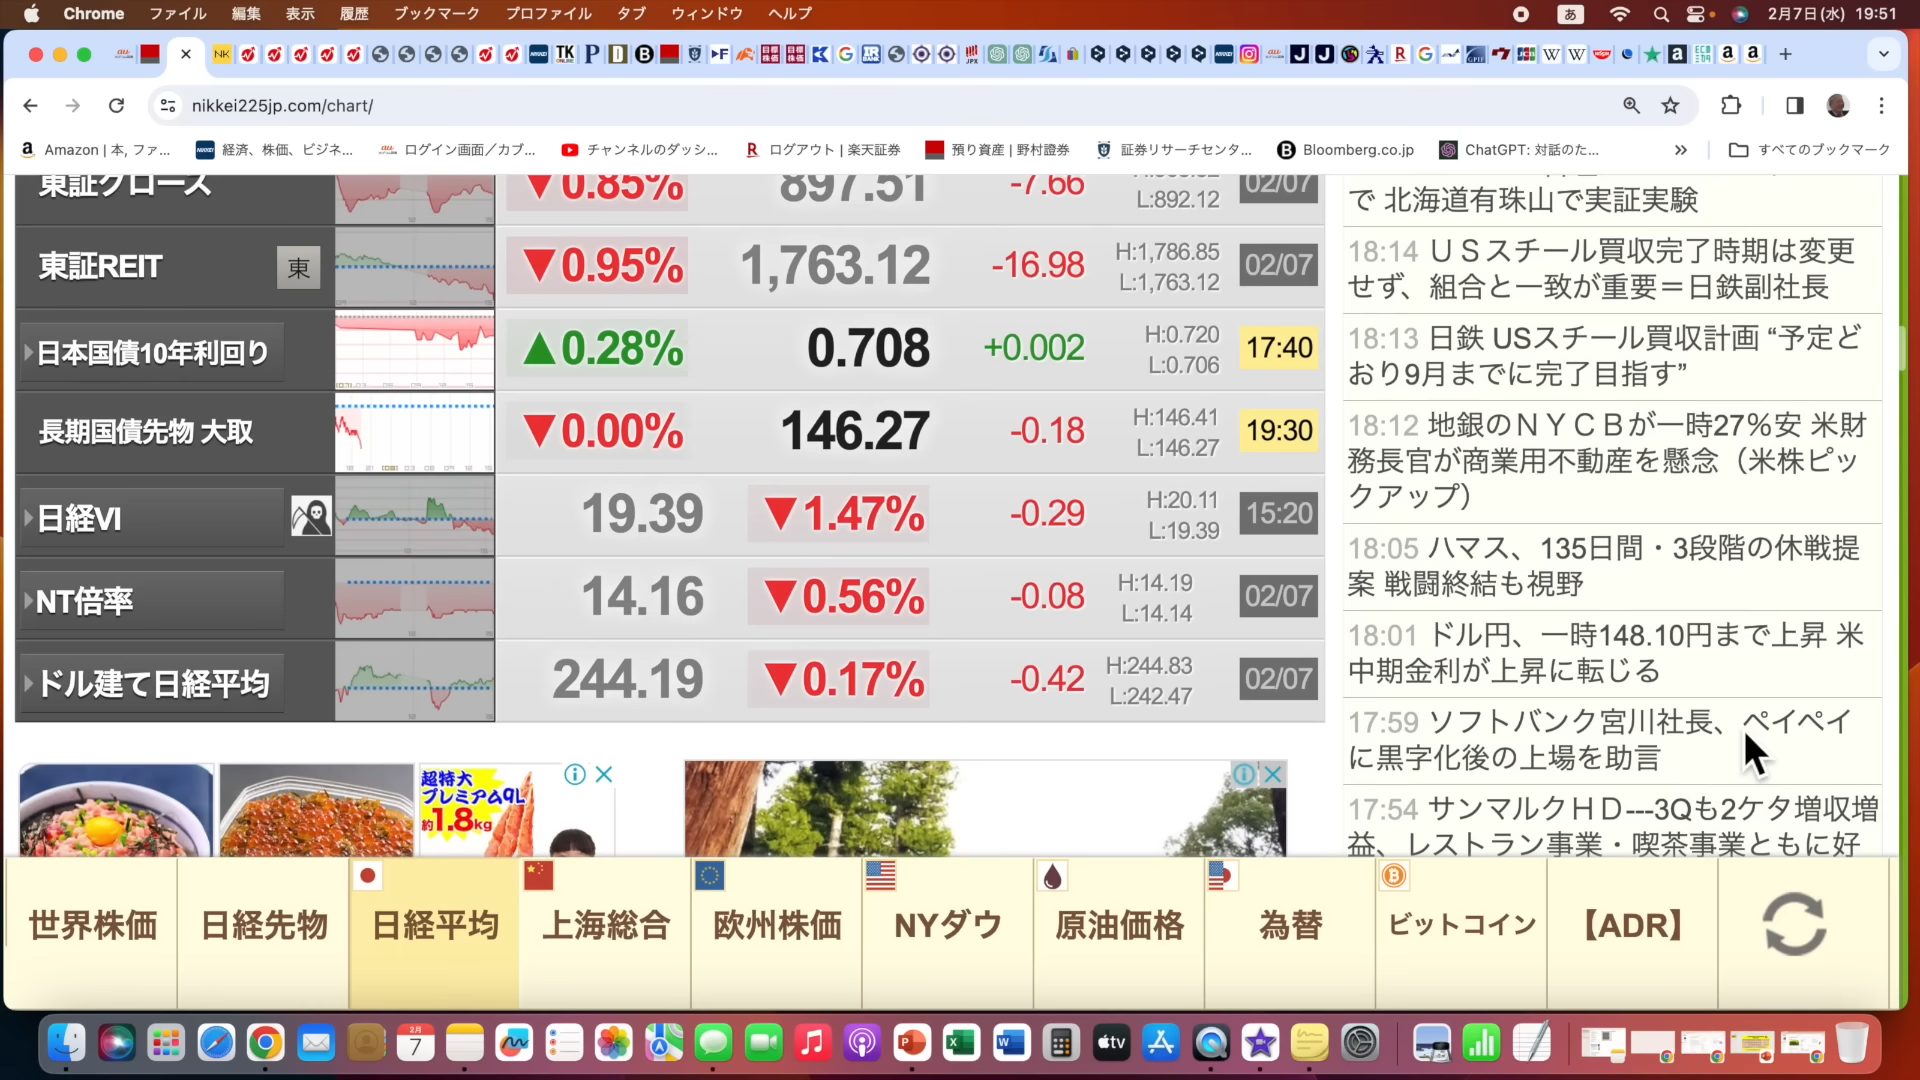 Chrome ファイル 編集 表示 履歴 ブックマーク プロファイル タブ ウィンドウ ヘルプ あ 2月7日(水) 19:51
nikkei225jp.com/chart/
Amazon | 本, ファ... 経済、株価、ビジネ... ログイン画面／カブ... チャンネルのダッシ... ログアウト | 楽天証券 預り資産 | 野村證券 証券リサーチセンタ... Bloomberg.co.jp ChatGPT: 対話のた... » すべてのブックマーク
東証グロース ▼0.85% 897.51 -7.66 L:892.12 02/07
東証REIT 東 ▼0.95% 1,763.12 -16.98 H:1,786.85 L:1,763.12 02/07
日本国債10年利回り ▲0.28% 0.708 +0.002 H:0.720 L:0.706 17:40
長期国債先物 大取 ▼0.00% 146.27 -0.18 H:146.41 L:146.27 19:30
日経VI 19.39 ▼1.47% -0.29 H:20.11 L:19.39 15:20
NT倍率 14.16 ▼0.56% -0.08 H:14.19 L:14.14 02/07
ドル建て日経平均 244.19 ▼0.17% -0.42 H:244.83 L:242.47 02/07
で 北海道有珠山で実証実験
18:14 ＵＳスチール買収完了時期は変更
せず、組合と一致が重要＝日鉄副社長
18:13 日鉄 USスチール買収計画 “予定ど
おり9月までに完了目指す”
18:12 地銀のＮＹＣＢが一時27％安 米財
務長官が商業用不動産を懸念（米株ピッ
クアップ）
18:05 ハマス、135日間・3段階の休戦提
案 戦闘終結も視野
18:01 ドル円、一時148.10円まで上昇 米
中期金利が上昇に転じる
17:59 ソフトバンク宮川社長、ペイペイ
に黒字化後の上場を助言
17:54 サンマルクＨＤ---3Qも2ケタ増収増
益、レストラン事業・喫茶事業ともに好
超特大
プレミアム9L
約1.8kg
世界株価 日経先物 日経平均 上海総合 欧州株価 NYダウ 原油価格 為替 ビットコイン 【ADR】